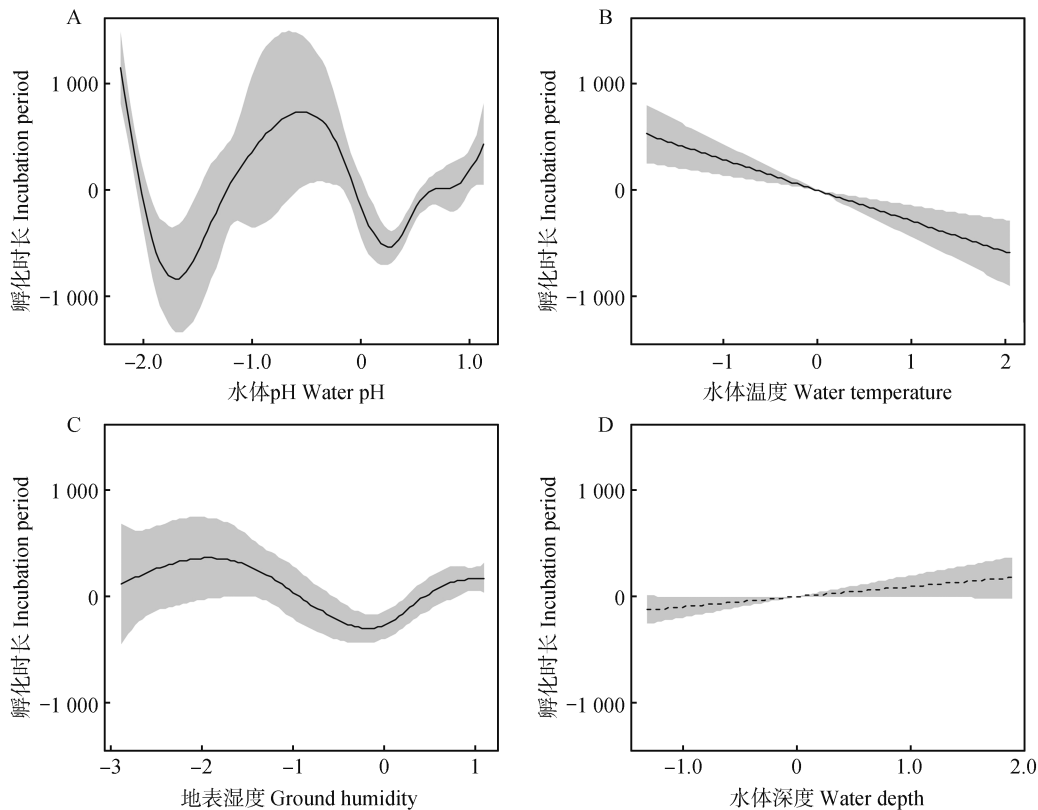 A
孵化时长 Incubation period
1 000
0
−1 000
−2.0 −1.0 0 1.0
水体pH Water pH
B
孵化时长 Incubation period
1 000
0
−1 000
−1 0 1 2
水体温度 Water temperature
C
孵化时长 Incubation period
1 000
0
−1 000
−3 −2 −1 0 1
地表湿度 Ground humidity
D
孵化时长 Incubation period
1 000
0
−1 000
−1.0 0 1.0 2.0
水体深度 Water depth